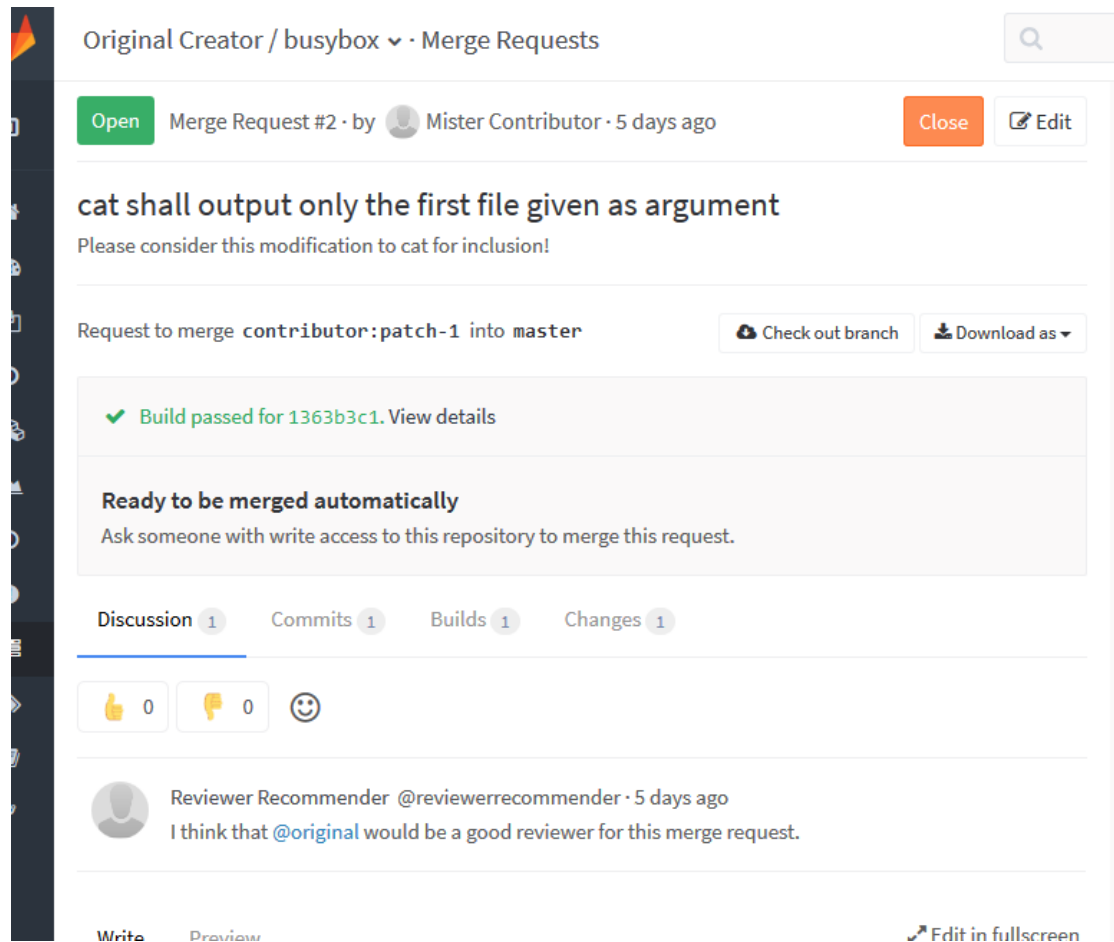 Original Creator / busybox · Merge Requests
Open Merge Request #2 · by Mister Contributor · 5 days ago Close Edit
cat shall output only the first file given as argument
Please consider this modification to cat for inclusion!
Request to merge contributor:patch-1 into master Check out branch Download as
Build passed for 1363b3c1. View details
Ready to be merged automatically
Ask someone with write access to this repository to merge this request.
Discussion 1 Commits 1 Builds 1 Changes 1
0 0
Reviewer Recommender @reviewerrecommender · 5 days ago
I think that @original would be a good reviewer for this merge request.
Write Preview Edit in fullscreen